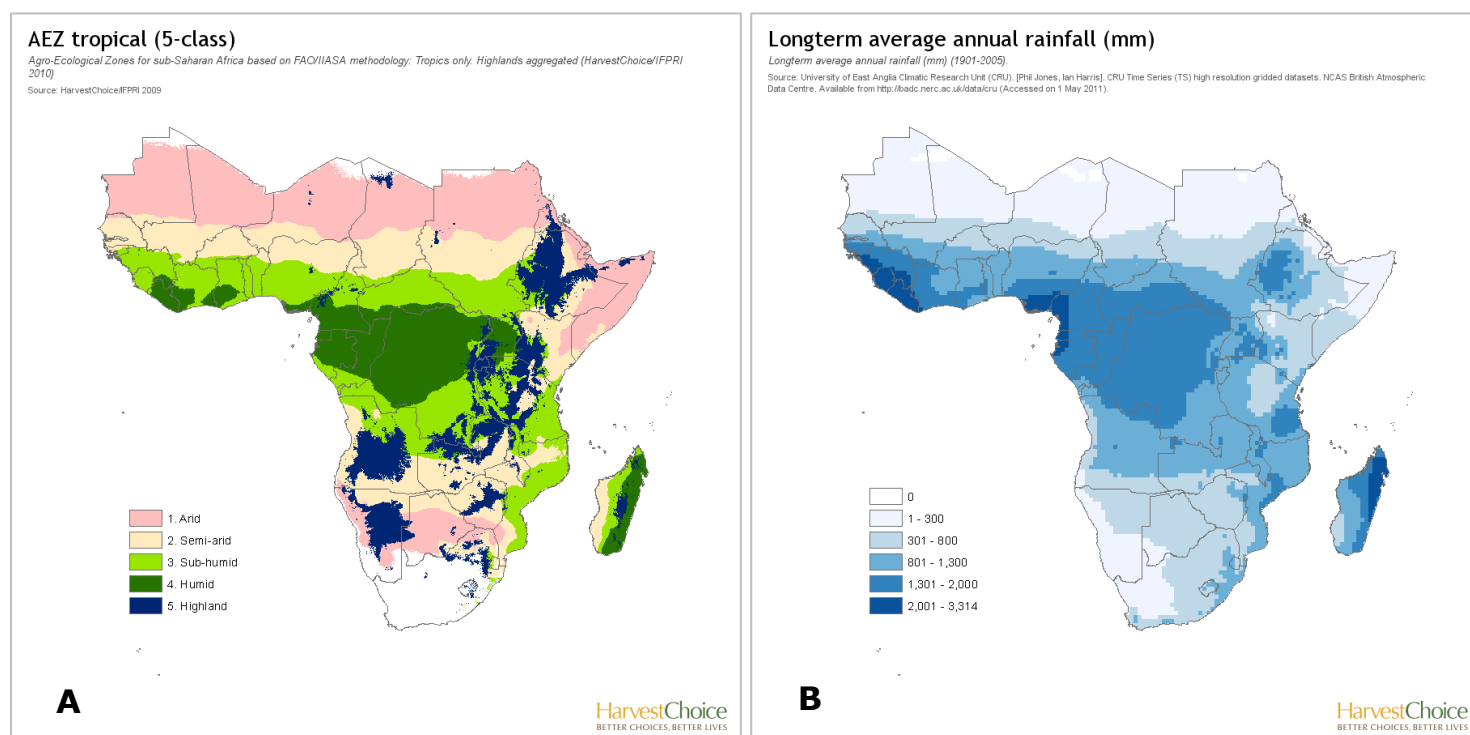 AEZ tropical (5-class)
Agro-Ecological Zones for sub-Saharan Africa based on FAO/IIASA methodology: Tropics only. Highlands aggregated (HarvestChoice/IFPRI
2010)
Source: HarvestChoice/IFPRI 2009
1. Arid
2. Semi-arid
3. Sub-humid
4. Humid
5. Highland
A
HarvestChoice
BETTER CHOICES, BETTER LIVES
Longterm average annual rainfall (mm)
Longterm average annual rainfall (mm) (1901-2005).
Source: University of East Anglia Climatic Research Unit (CRU). [Phil Jones, Ian Harris]. CRU Time Series (TS) high resolution gridded datasets. NCAS British Atmospheric
Data Centre. Available from http://badc.nerc.ac.uk/data/cru (Accessed on 1 May 2011).
0
1 - 300
301 - 800
801 - 1,300
1,301 - 2,000
2,001 - 3,314
B
HarvestChoice
BETTER CHOICES, BETTER LIVES